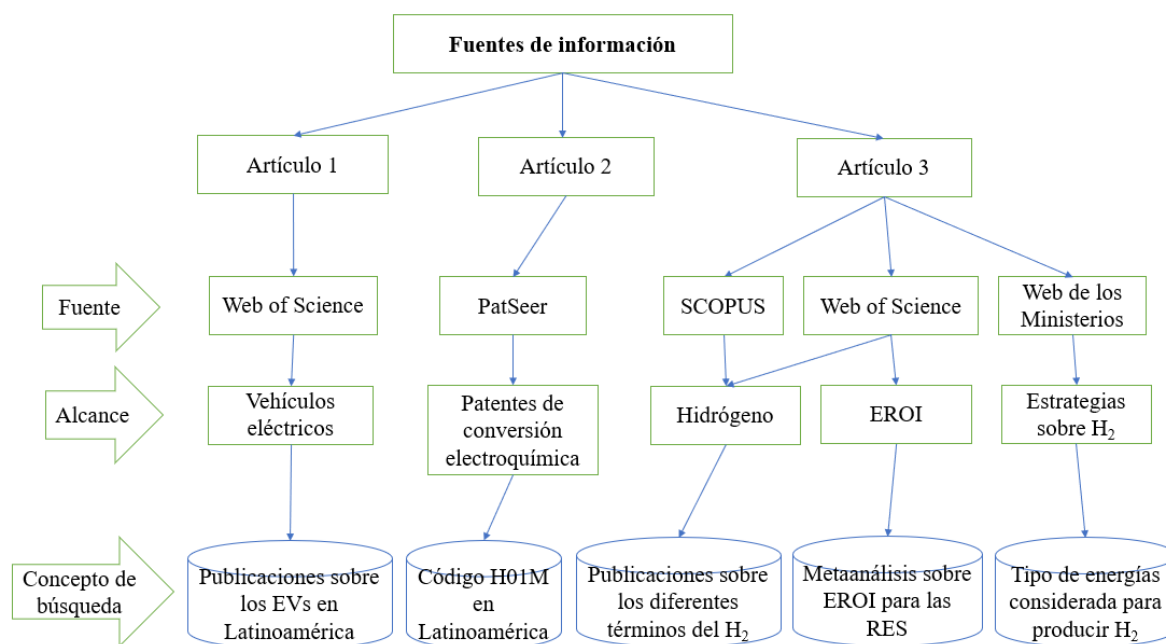 Fuentes de información
Artículo 1
Artículo 2
Artículo 3
Fuente
Web of Science
PatSeer
SCOPUS
Web of Science
Web de los
Ministerios
Alcance
Vehículos
eléctricos
Patentes de
conversión
electroquímica
Hidrógeno
EROI
Estrategias
sobre H₂
Concepto de
búsqueda
Publicaciones sobre
los EVs en
Latinoamérica
Código H01M
en
Latinoamérica
Publicaciones sobre
los diferentes
términos del H₂
Metaanálisis sobre
EROI para las
RES
Tipo de energías
considerada para
producir H₂